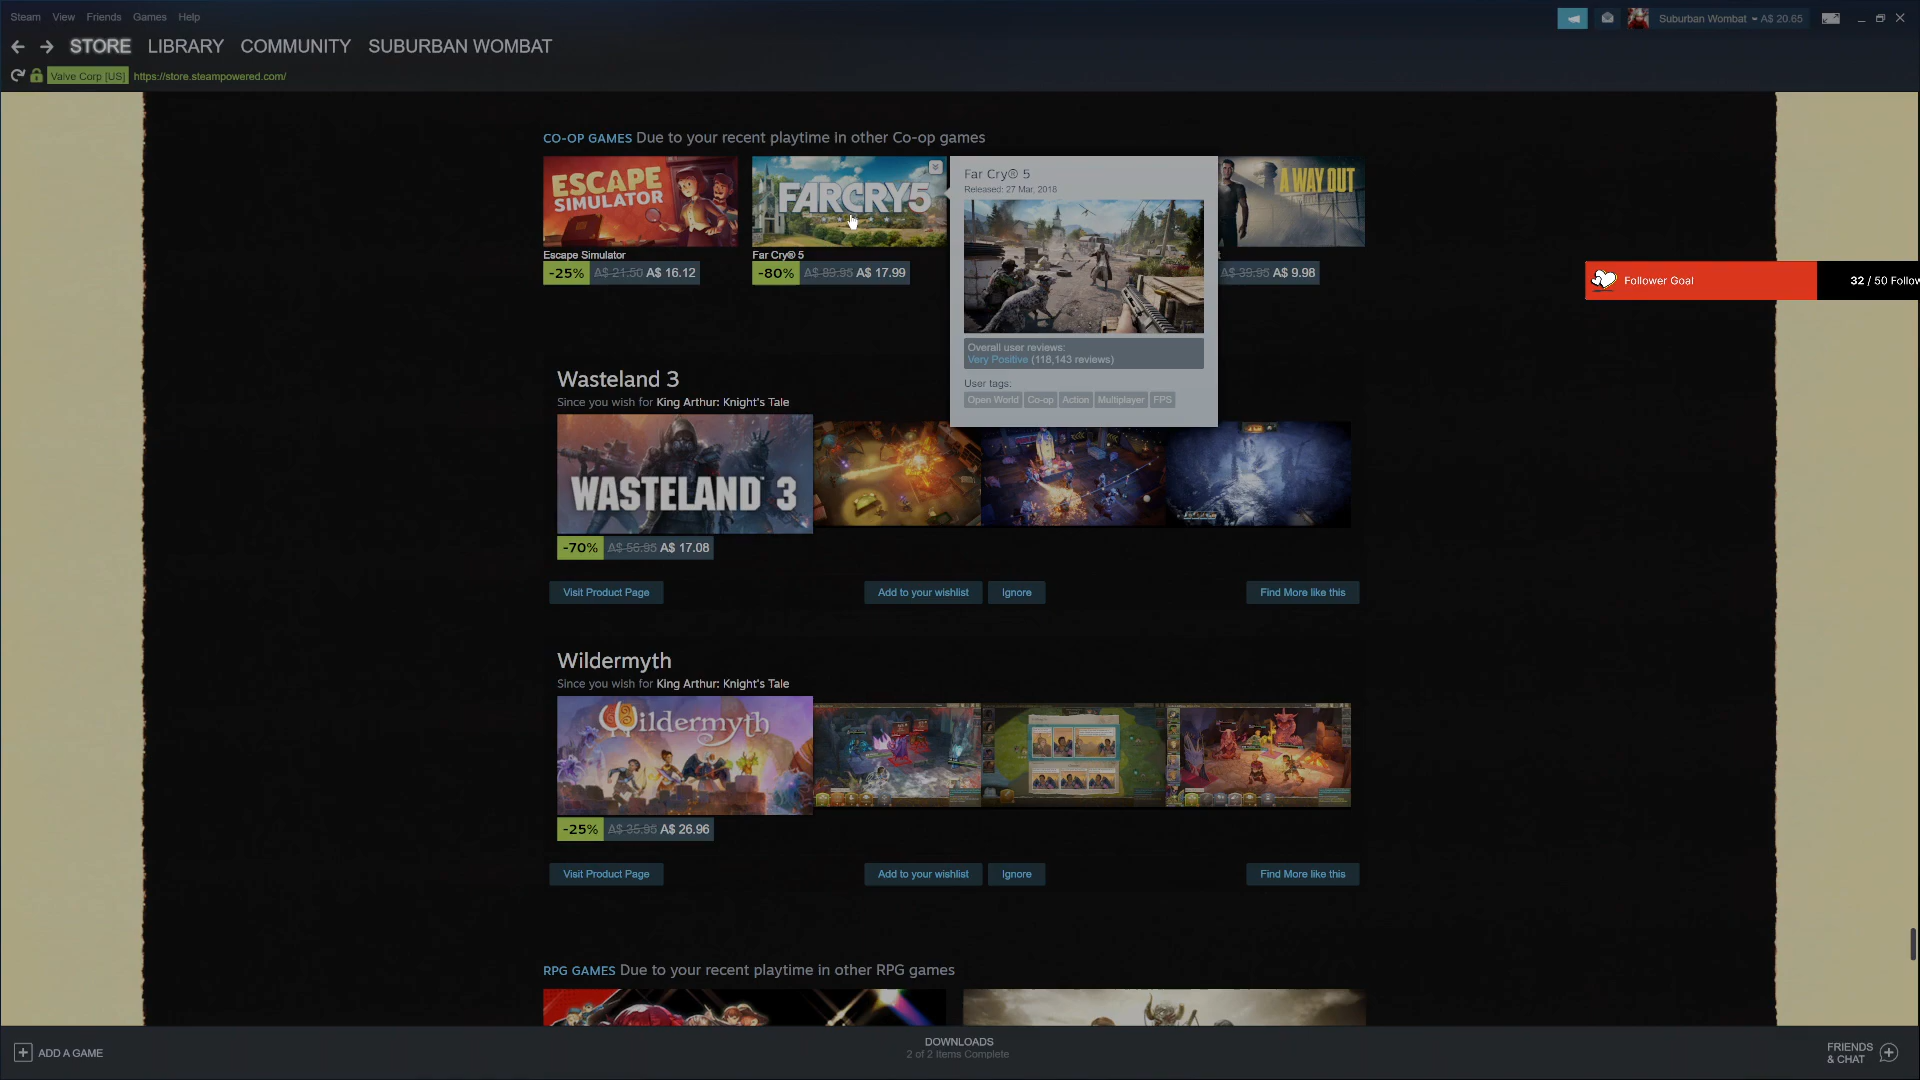 Steam View Friends Games Help
Suburban Wombat A$ 20.65
STORE LIBRARY COMMUNITY SUBURBAN WOMBAT
Valve Corp [US] https://store.steampowered.com/
CO-OP GAMES Due to your recent playtime in other Co-op games
ESCAPE
SIMULATOR
FARCRY5
A WAY OUT
Escape Simulator
-25% A$ 21.50 A$ 16.12
Far Cry® 5
-80% A$ 89.95 A$ 17.99
Far Cry® 5
Released: 27 Mar, 2018
Overall user reviews:
Very Positive (118,143 reviews)
User tags:
Open World Co-op Action Multiplayer FPS
A$ 39.95 A$ 9.98
Follower Goal 32 / 50 Follow
Wasteland 3
Since you wish for King Arthur: Knight's Tale
WASTELAND 3
-70% A$ 56.95 A$ 17.08
Visit Product Page Add to your wishlist Ignore Find More like this
Wildermyth
Since you wish for King Arthur: Knight's Tale
Wildermyth
-25% A$ 35.95 A$ 26.96
Visit Product Page Add to your wishlist Ignore Find More like this
RPG GAMES Due to your recent playtime in other RPG games
ADD A GAME
DOWNLOADS
2 of 2 Items Complete
FRIENDS
& CHAT